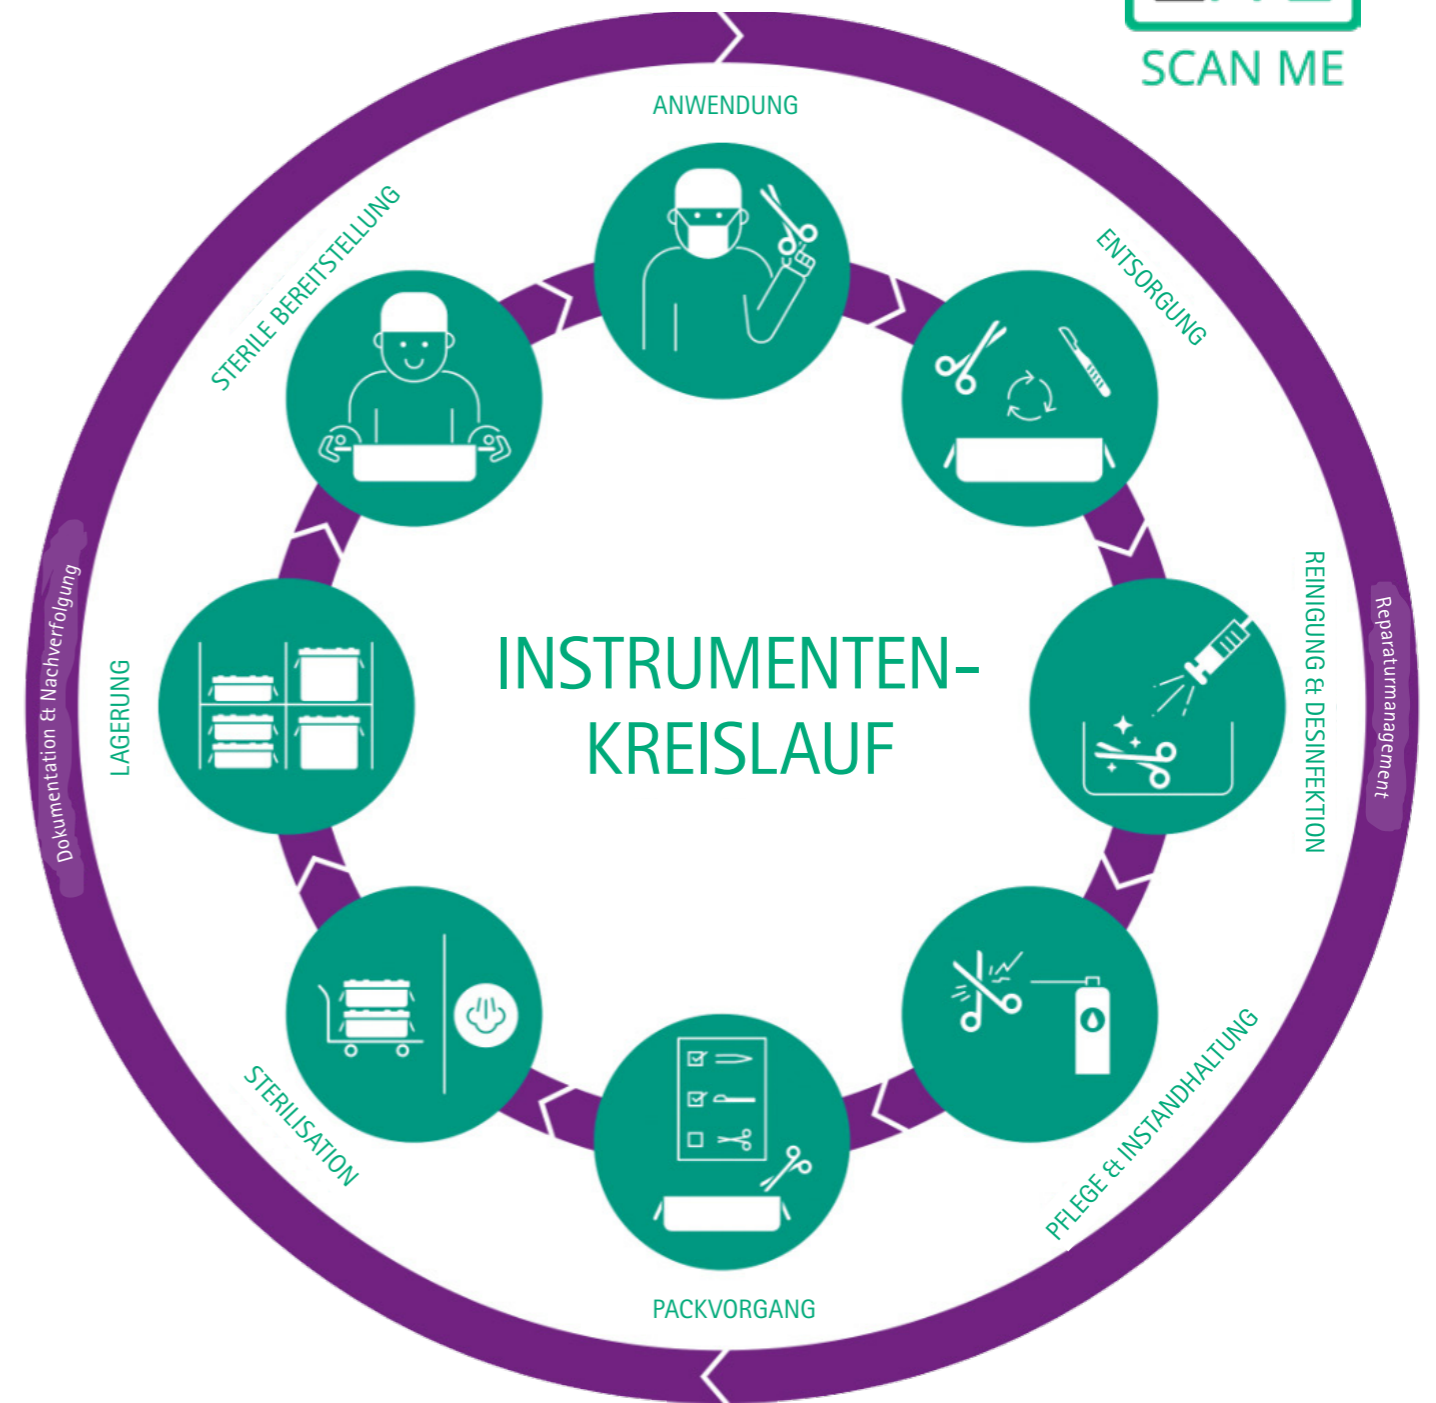 SCAN ME
ANWENDUNG
ENTSORGUNG
REINIGUNG & DESINFEKTION
PFLEGE & INSTANDHALTUNG
PACKVORGANG
STERILISATION
LAGERUNG
STERILE BEREITSTELLUNG
INSTRUMENTEN-
KREISLAUF
Dokumentation & Nachverfolgung
Reparaturmanagement